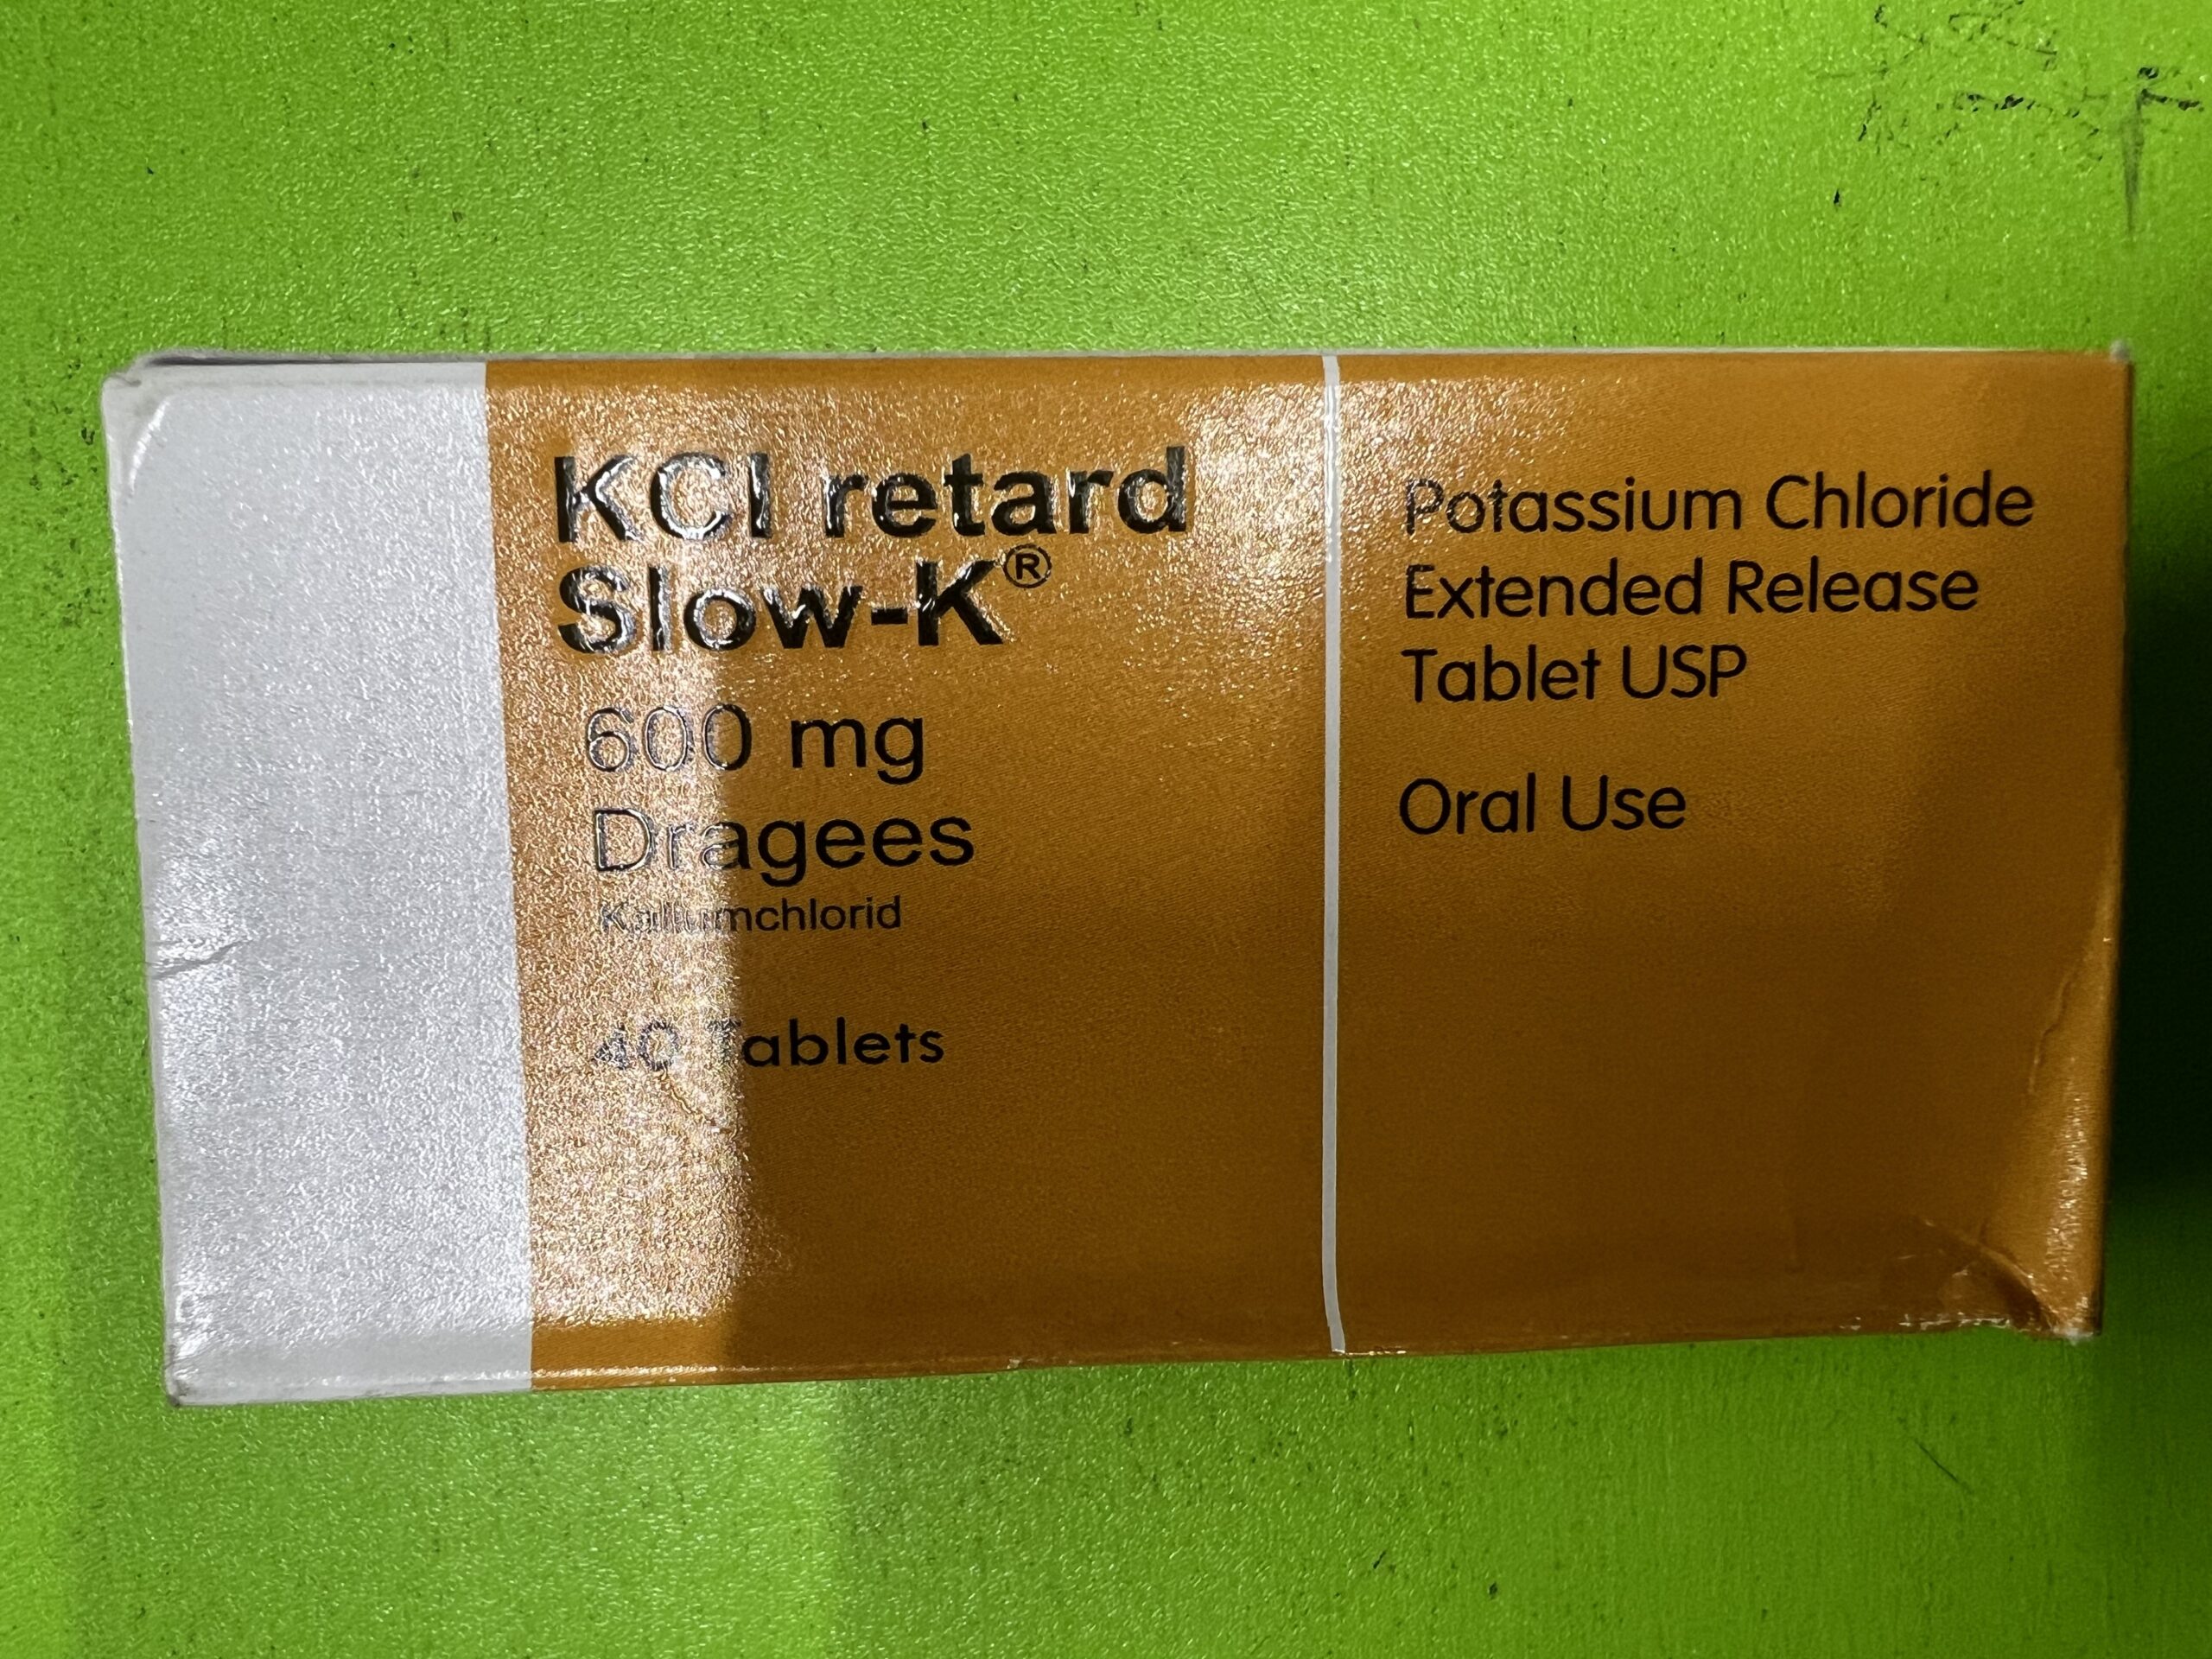 KCl retard
Slow-K®
600 mg
Dragees
Kaliumchlorid
40 Tablets
Potassium Chloride
Extended Release
Tablet USP
Oral Use